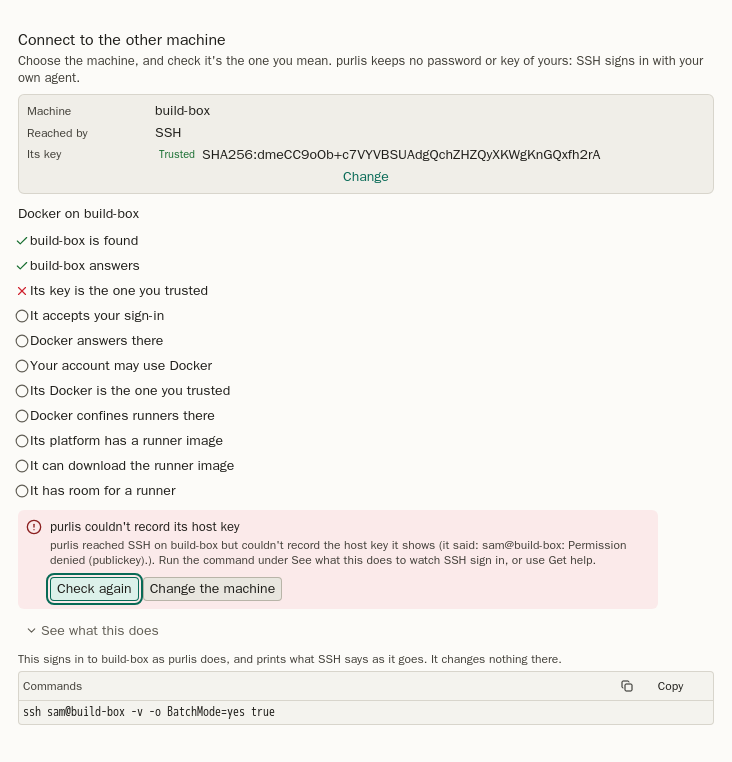 Connect to the other machine
Choose the machine, and check it's the one you mean. purlis keeps no password or key of yours: SSH signs in with your
own agent.
Machine build-box
Reached by SSH
Its key Trusted SHA256:dmeCC9oOb+c7VYVBSUAdgQchZHZQyXKWgKnGQxfh2rA
Change
Docker on build-box
build-box is found
build-box answers
Its key is the one you trusted
It accepts your sign-in
Docker answers there
Your account may use Docker
Its Docker is the one you trusted
Docker confines runners there
Its platform has a runner image
It can download the runner image
It has room for a runner
purlis couldn't record its host key
purlis reached SSH on build-box but couldn't record the host key it shows (it said: sam@build-box: Permission
denied (publickey).). Run the command under See what this does to watch SSH sign in, or use Get help.
Check again Change the machine
See what this does
This signs in to build-box as purlis does, and prints what SSH says as it goes. It changes nothing there.
Commands Copy
ssh sam@build-box -v -o BatchMode=yes true